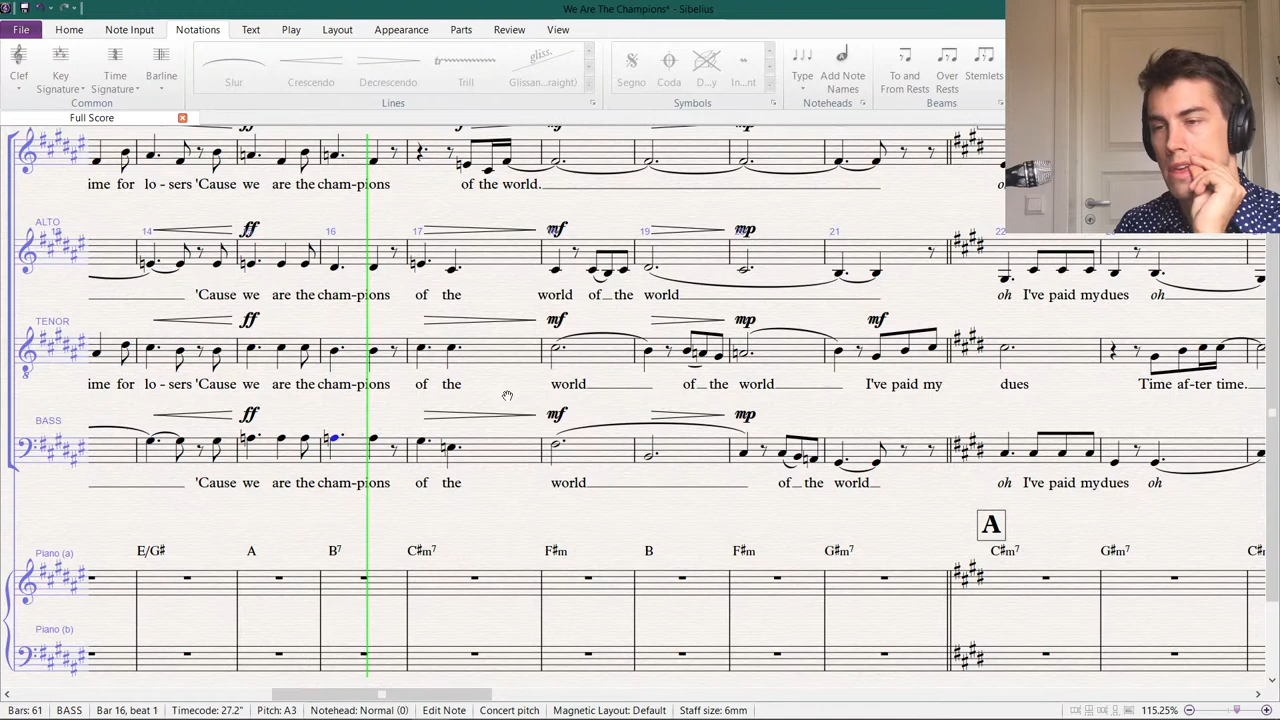 We Are The Champions* - Sibelius
File Home Note Input Notations Text Play Layout Appearance Parts Review View
Clef Key Signature Time Signature Barline
Slur Crescendo Decrescendo Trill gliss. Glissan...raight)
Segno Coda D...y In...nt
Type Add Note Names
To and From Rests Over Rests Stemlets
Common Lines Symbols Noteheads Beams
Full Score
ff mp
ime for lo - sers 'Cause we are the cham-pions of the world.
ALTO
14 ff 16 17 mf 19 mp 21 22
'Cause we are the cham-pions of the world of the world oh I've paid my dues oh
TENOR
ff mf mp mf
ime for lo - sers 'Cause we are the cham-pions of the world of the world I've paid my dues Time af-ter time.
BASS
ff mf mp
'Cause we are the cham-pions of the world of the world oh I've paid my dues oh
A
Piano (a)
E/G# A B7 C#m7 F#m B F#m G#m7 C#m7 G#m7
Piano (b)
Bars: 61 BASS Bar 16, beat 1 Timecode: 27.2" Pitch: A3 Notehead: Normal (0) Edit Note Concert pitch Magnetic Layout: Default Staff size: 6mm 115.25%